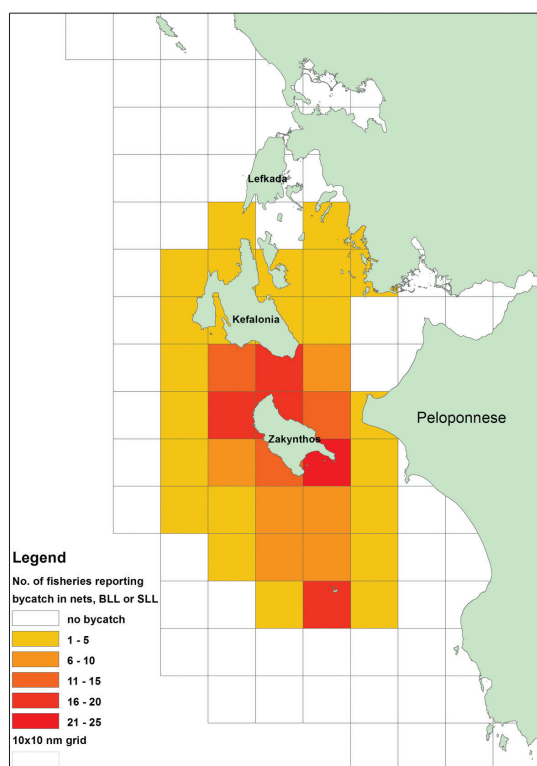 Lefkada
Kefalonia
Peloponnese
Zakynthos
Legend
No. of fisheries reporting
bycatch in nets, BLL or SLL
no bycatch
1 - 5
6 - 10
11 - 15
16 - 20
21 - 25
10x10 nm grid